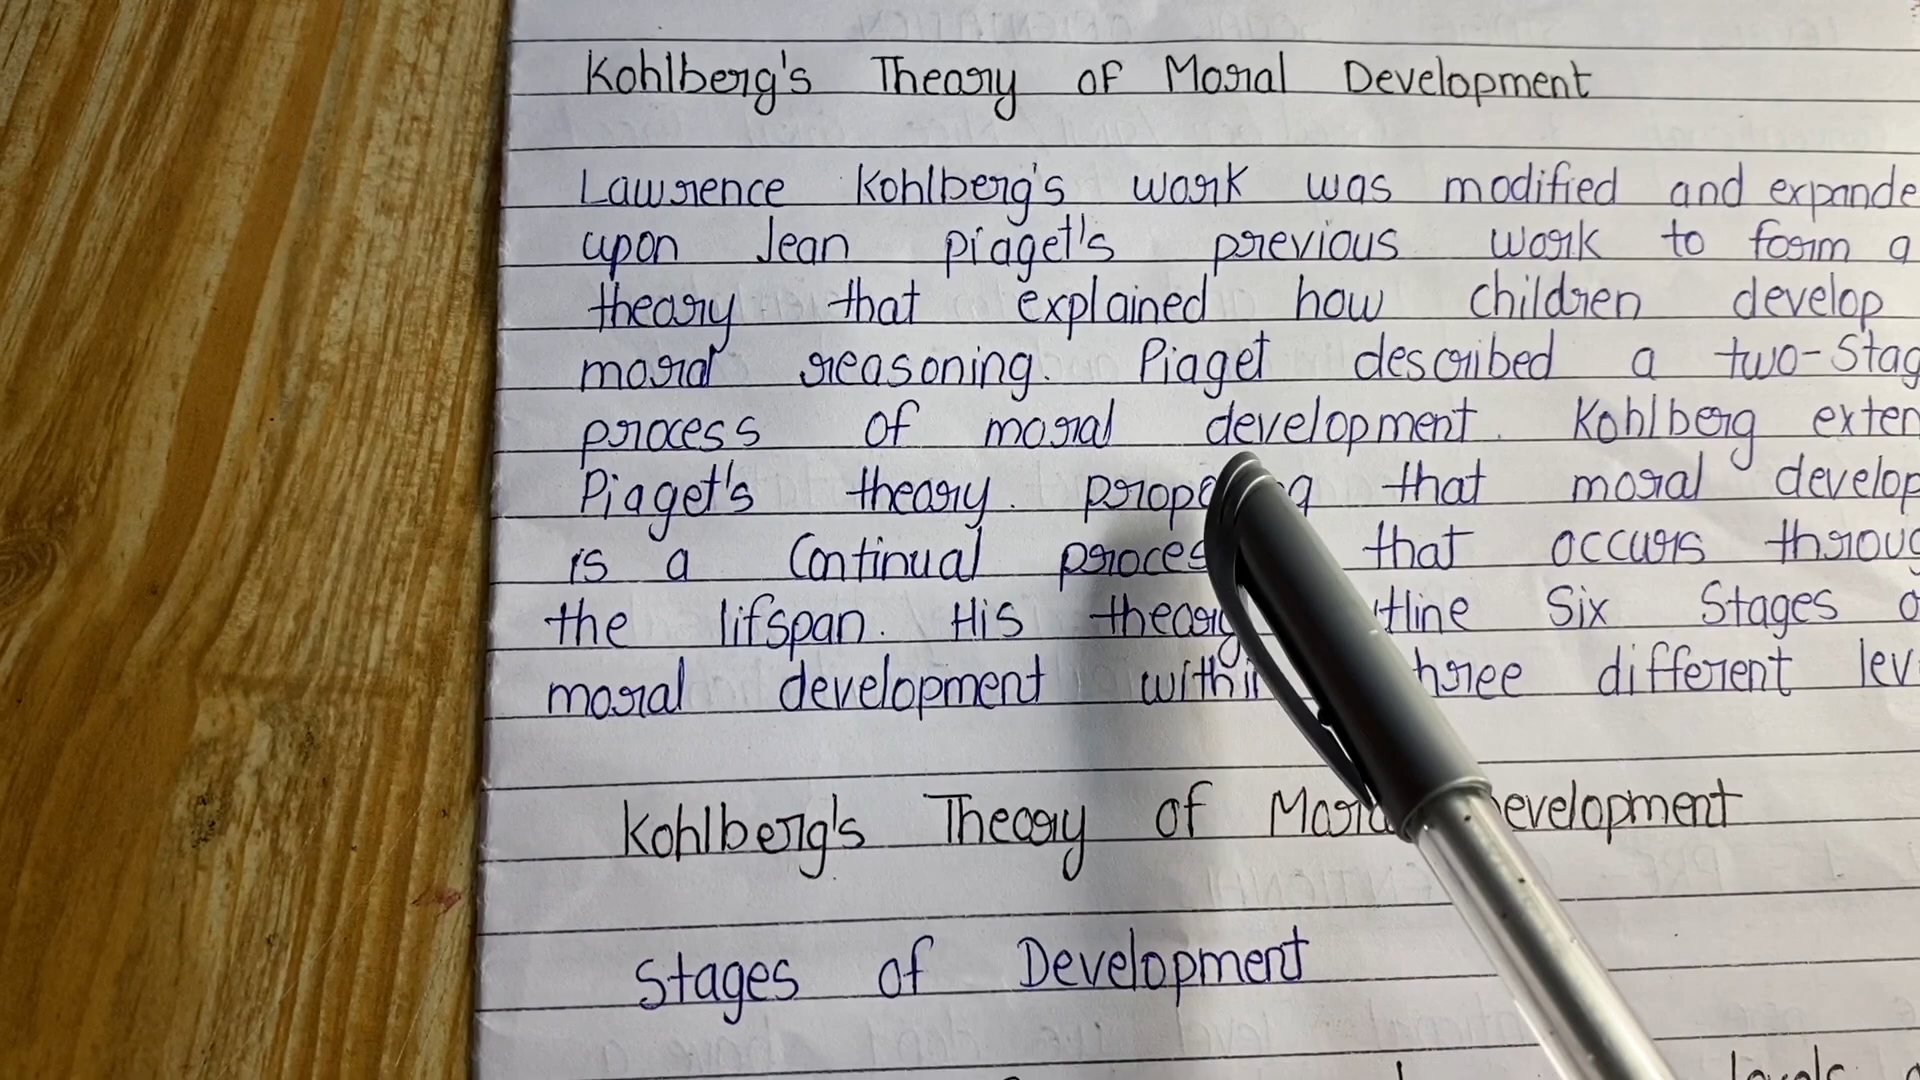 Kohlberg's Theory of Moral Development
Lawrence Kohlberg's work was modified and expande
upon Jean Piaget's previous work to form a
theory that explained how children develop
moral reasoning. Piaget described a two-Stag
process of moral development. Kohlberg exten
Piaget's theory. that moral develop
is a Continual that occurs throug
the lifspan. His theory Six Stages o
moral development different lev
Kohlberg's Theory of
Stages of Development
levels